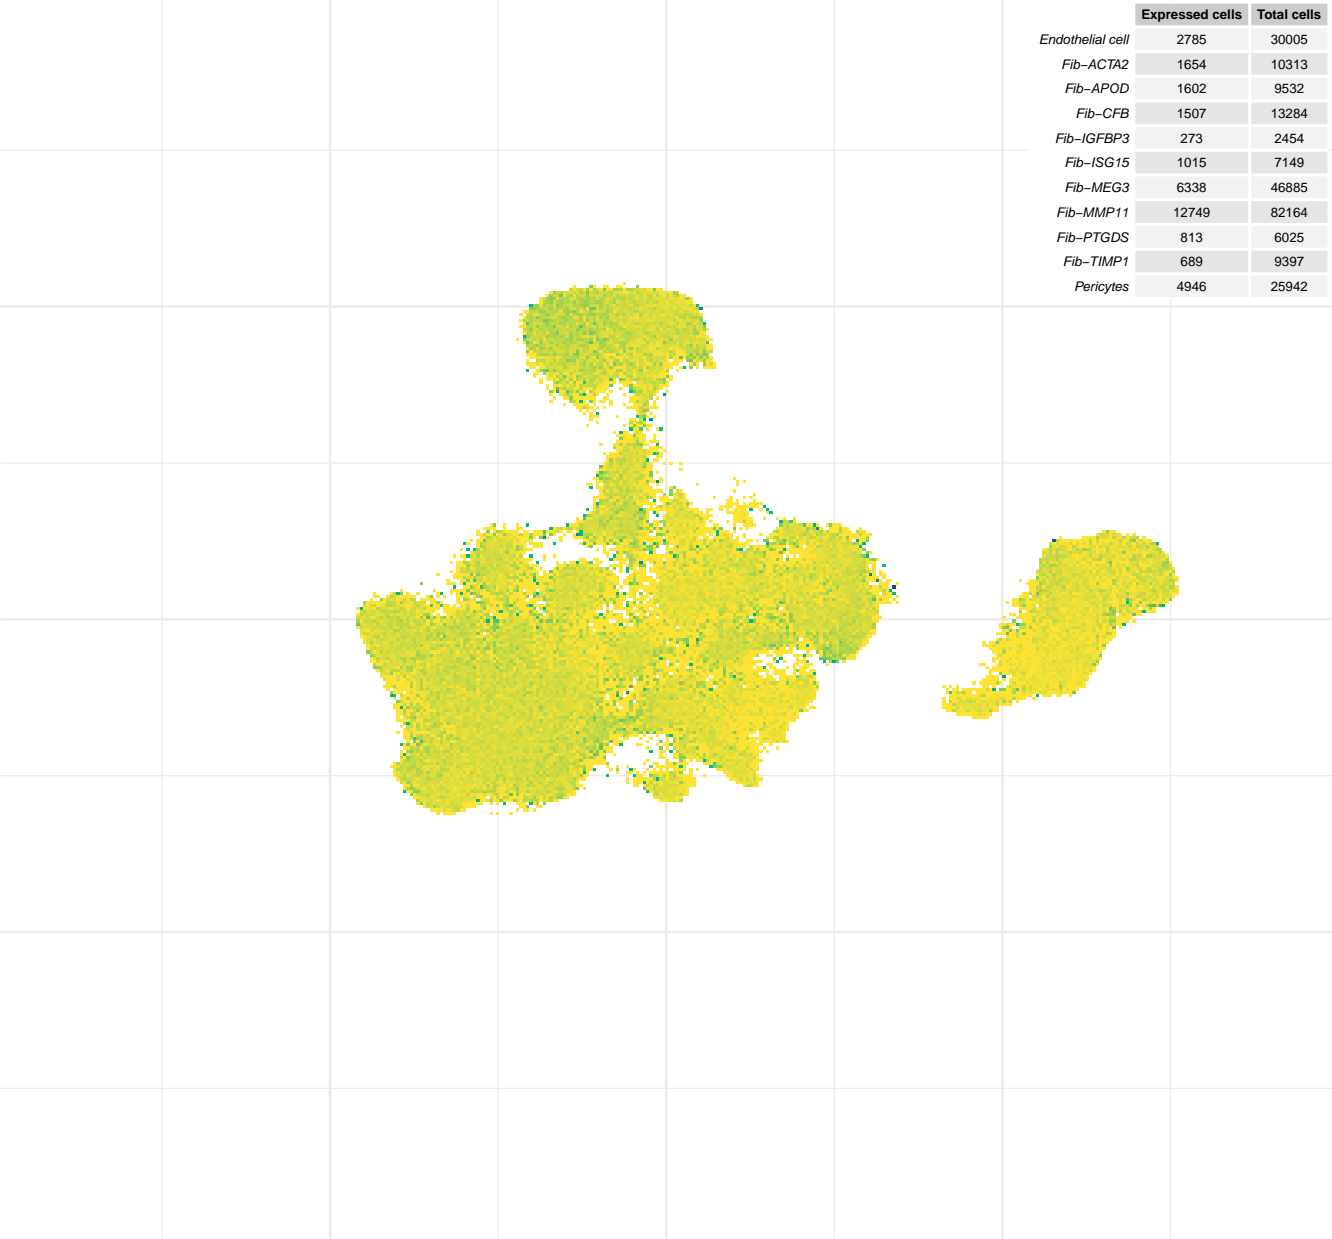 Expressed cells Total cells
Endothelial cell 2785 30005
Fib−ACTA2 1654 10313
Fib−APOD 1602 9532
Fib−CFB 1507 13284
Fib−IGFBP3 273 2454
Fib−ISG15 1015 7149
Fib−MEG3 6338 46885
Fib−MMP11 12749 82164
Fib−PTGDS 813 6025
Fib−TIMP1 689 9397
Pericytes 4946 25942